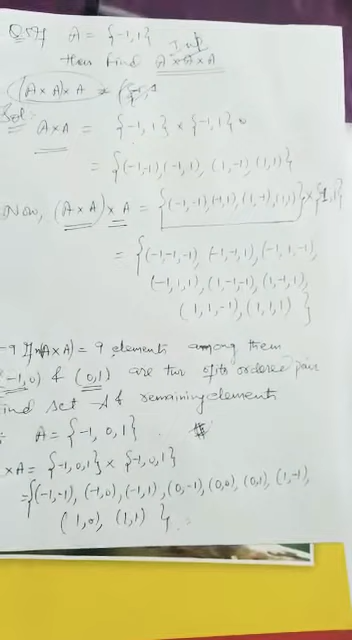 Q5M A = {-1,1}
Imp
then find A×A×A
(A×A)×A = {
Sol:
A×A = {-1,1} × {-1,1}
= {(-1,-1), (-1,1), (1,-1), (1,1)}
Now, (A×A)×A = {(-1,-1), (-1,1), (1,-1), (1,1)} × {-1,1}
= {(-1,-1,-1), (-1,-1,1), (-1,1,-1),
(-1,1,1), (1,-1,-1), (1,-1,1),
(1,1,-1), (1,1,1)}
n(A×A) = 9 elements among them
(-1,0) & (0,1) are two of its ordered pair
ind set A & remaining elements
A = {-1, 0, 1}
×A = {-1,0,1} × {-1,0,1}
= {(-1,-1), (-1,0), (-1,1), (0,-1), (0,0), (0,1), (1,-1),
(1,0), (1,1)}